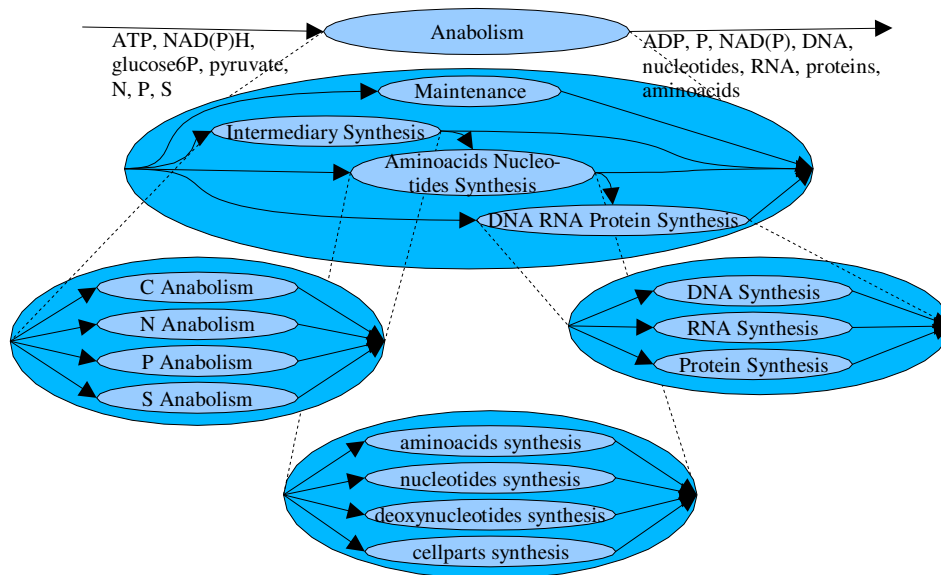 Anabolism
ATP, NAD(P)H,
glucose6P, pyruvate,
N, P, S
ADP, P, NAD(P), DNA,
nucleotides, RNA, proteins,
aminoacids
Maintenance
Intermediary Synthesis
Aminoacids Nucleo-
tides Synthesis
DNA RNA Protein Synthesis
C Anabolism
N Anabolism
P Anabolism
S Anabolism
DNA Synthesis
RNA Synthesis
Protein Synthesis
aminoacids synthesis
nucleotides synthesis
deoxynucleotides synthesis
cellparts synthesis